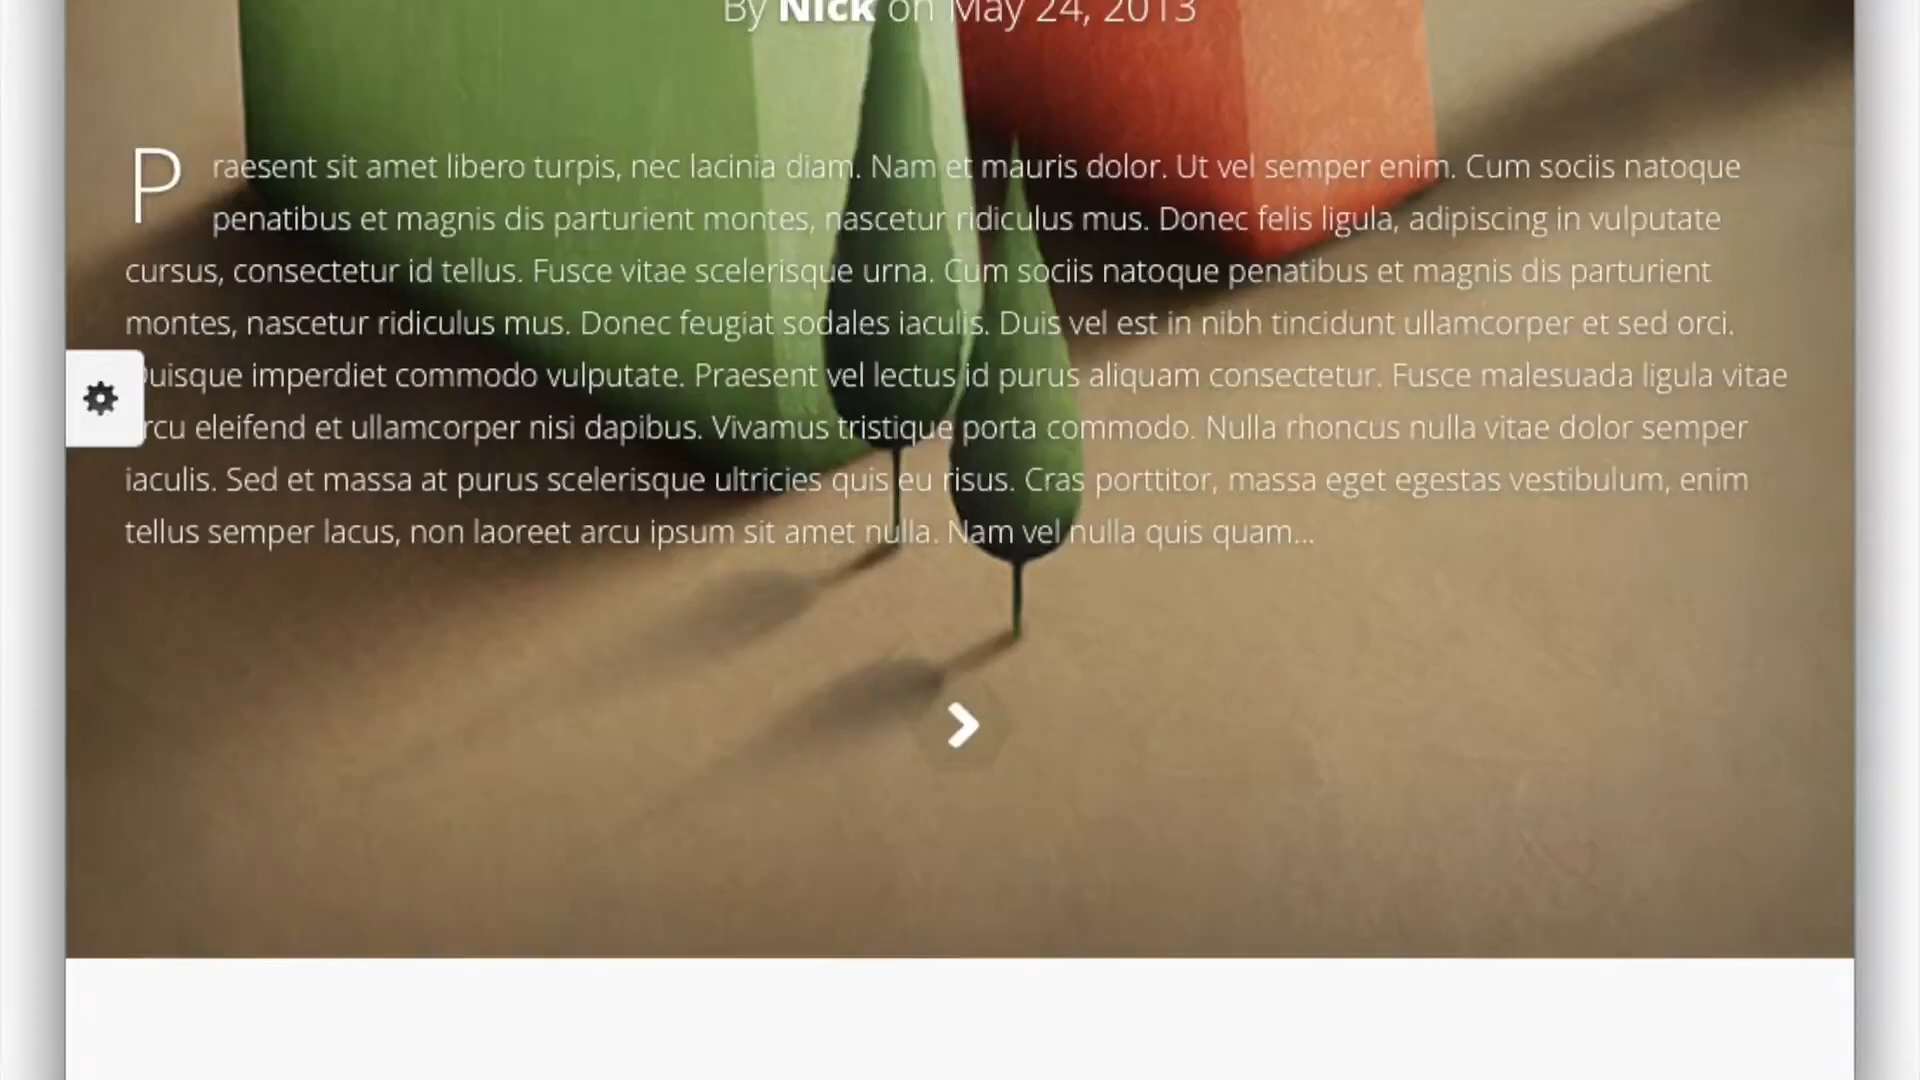 By Nick on May 24, 2013
Praesent sit amet libero turpis, nec lacinia diam. Nam et mauris dolor. Ut vel semper enim. Cum sociis natoque
penatibus et magnis dis parturient montes, nascetur ridiculus mus. Donec felis ligula, adipiscing in vulputate
cursus, consectetur id tellus. Fusce vitae scelerisque urna. Cum sociis natoque penatibus et magnis dis parturient
montes, nascetur ridiculus mus. Donec feugiat sodales iaculis. Duis vel est in nibh tincidunt ullamcorper et sed orci.
Quisque imperdiet commodo vulputate. Praesent vel lectus id purus aliquam consectetur. Fusce malesuada ligula vitae
arcu eleifend et ullamcorper nisi dapibus. Vivamus tristique porta commodo. Nulla rhoncus nulla vitae dolor semper
iaculis. Sed et massa at purus scelerisque ultricies quis eu risus. Cras porttitor, massa eget egestas vestibulum, enim
tellus semper lacus, non laoreet arcu ipsum sit amet nulla. Nam vel nulla quis quam...